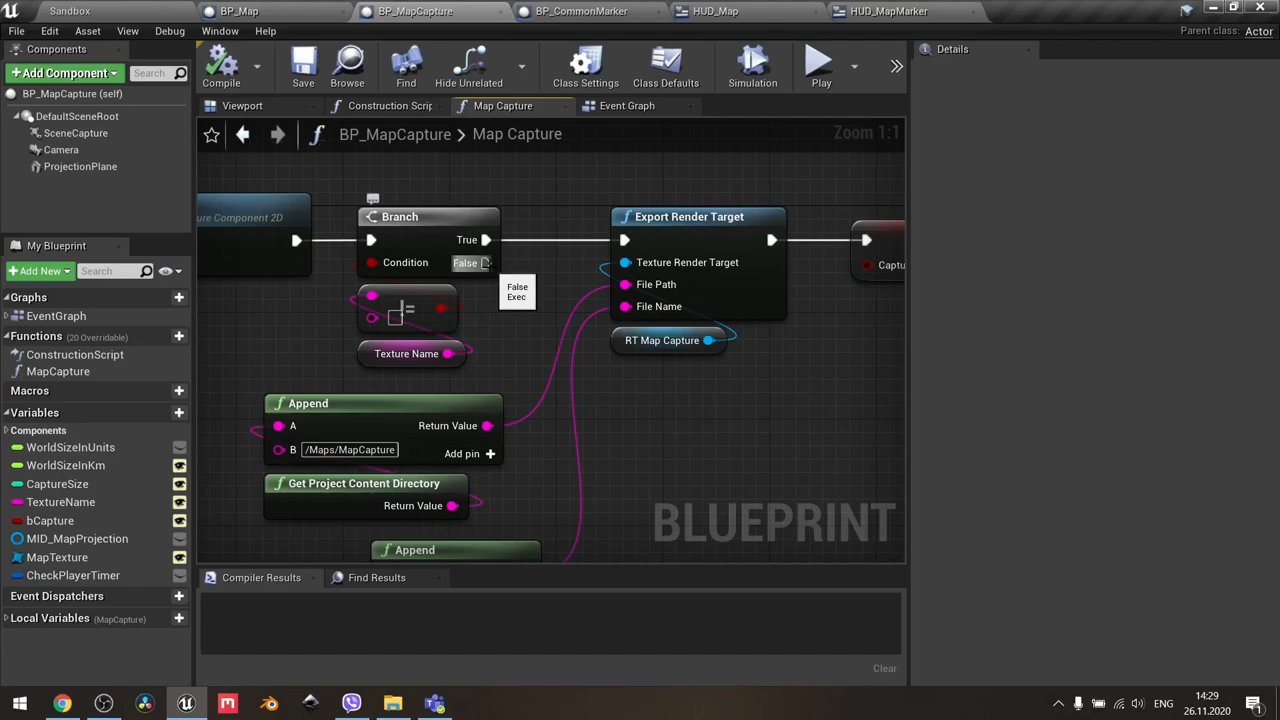 Sandbox
BP_Map
BP_MapCapture
BP_CommonMarker
HUD_Map
HUD_MapMarker
File Edit Asset View Debug Window Help
Parent class: Actor
Components
Add Component
Search
BP_MapCapture (self)
DefaultSceneRoot
SceneCapture
Camera
ProjectionPlane
Compile
Save
Browse
Find
Hide Unrelated
Class Settings
Class Defaults
Simulation
Play
Details
Viewport
Construction Scrip
Map Capture
Event Graph
BP_MapCapture > Map Capture
Zoom 1:1
ure Component 2D
Branch
True
Condition
False
False
Exec
!=
Texture Name
Export Render Target
Texture Render Target
File Path
File Name
RT Map Capture
Captu
Append
A
Return Value
B /Maps/MapCapture
Add pin
Get Project Content Directory
Return Value
Append
BLUEPRINT
My Blueprint
Add New
Search
Graphs
EventGraph
Functions (20 Overridable)
ConstructionScript
MapCapture
Macros
Variables
Components
WorldSizeInUnits
WorldSizeInKm
CaptureSize
TextureName
bCapture
MID_MapProjection
MapTexture
CheckPlayerTimer
Event Dispatchers
Local Variables (MapCapture)
Compiler Results
Find Results
Clear
ENG
14:29
26.11.2020
1